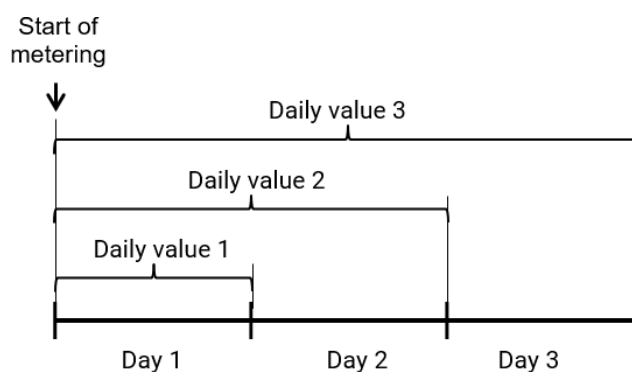 Start of
metering
Daily value 3
Daily value 2
Daily value 1
Day 1
Day 2
Day 3